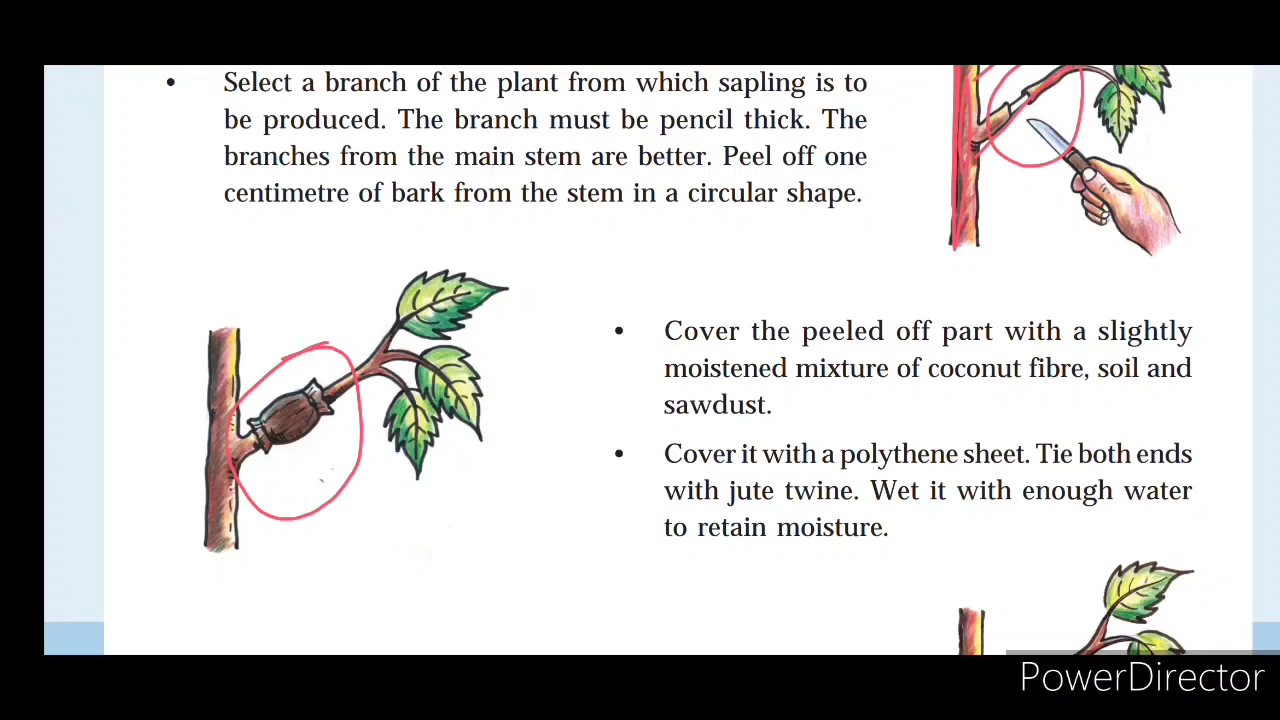 • Select a branch of the plant from which sapling is to
be produced. The branch must be pencil thick. The
branches from the main stem are better. Peel off one
centimetre of bark from the stem in a circular shape.
• Cover the peeled off part with a slightly
moistened mixture of coconut fibre, soil and
sawdust.
• Cover it with a polythene sheet. Tie both ends
with jute twine. Wet it with enough water
to retain moisture.
PowerDirector